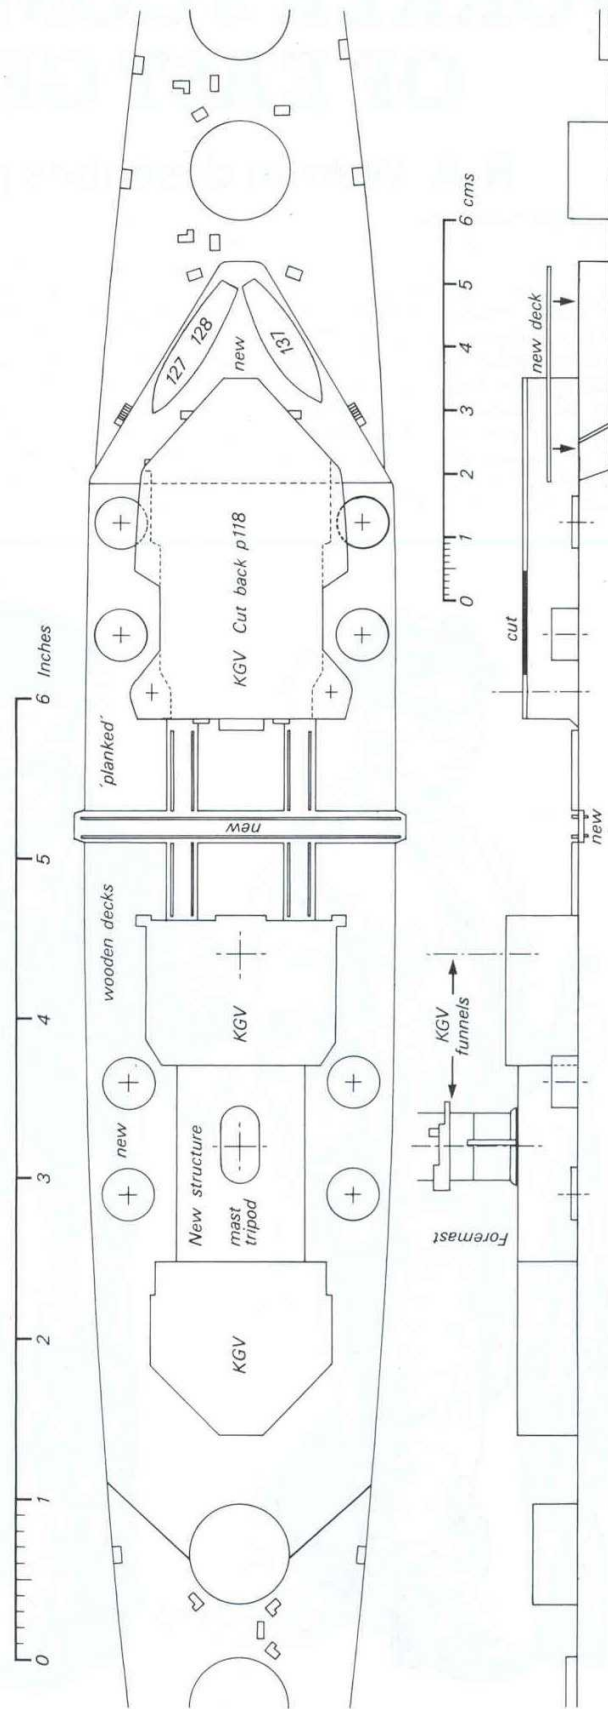 0 1 2 3 4 5 6 Inches
wooden decks
'planked'
new
New structure
mast
tripod
KGV
KGV
new
KGV Cut back p118
127 128
new
137
0 1 2 3 4 5 6 cms
Foremast
KGV
funnels
cut
new deck
new